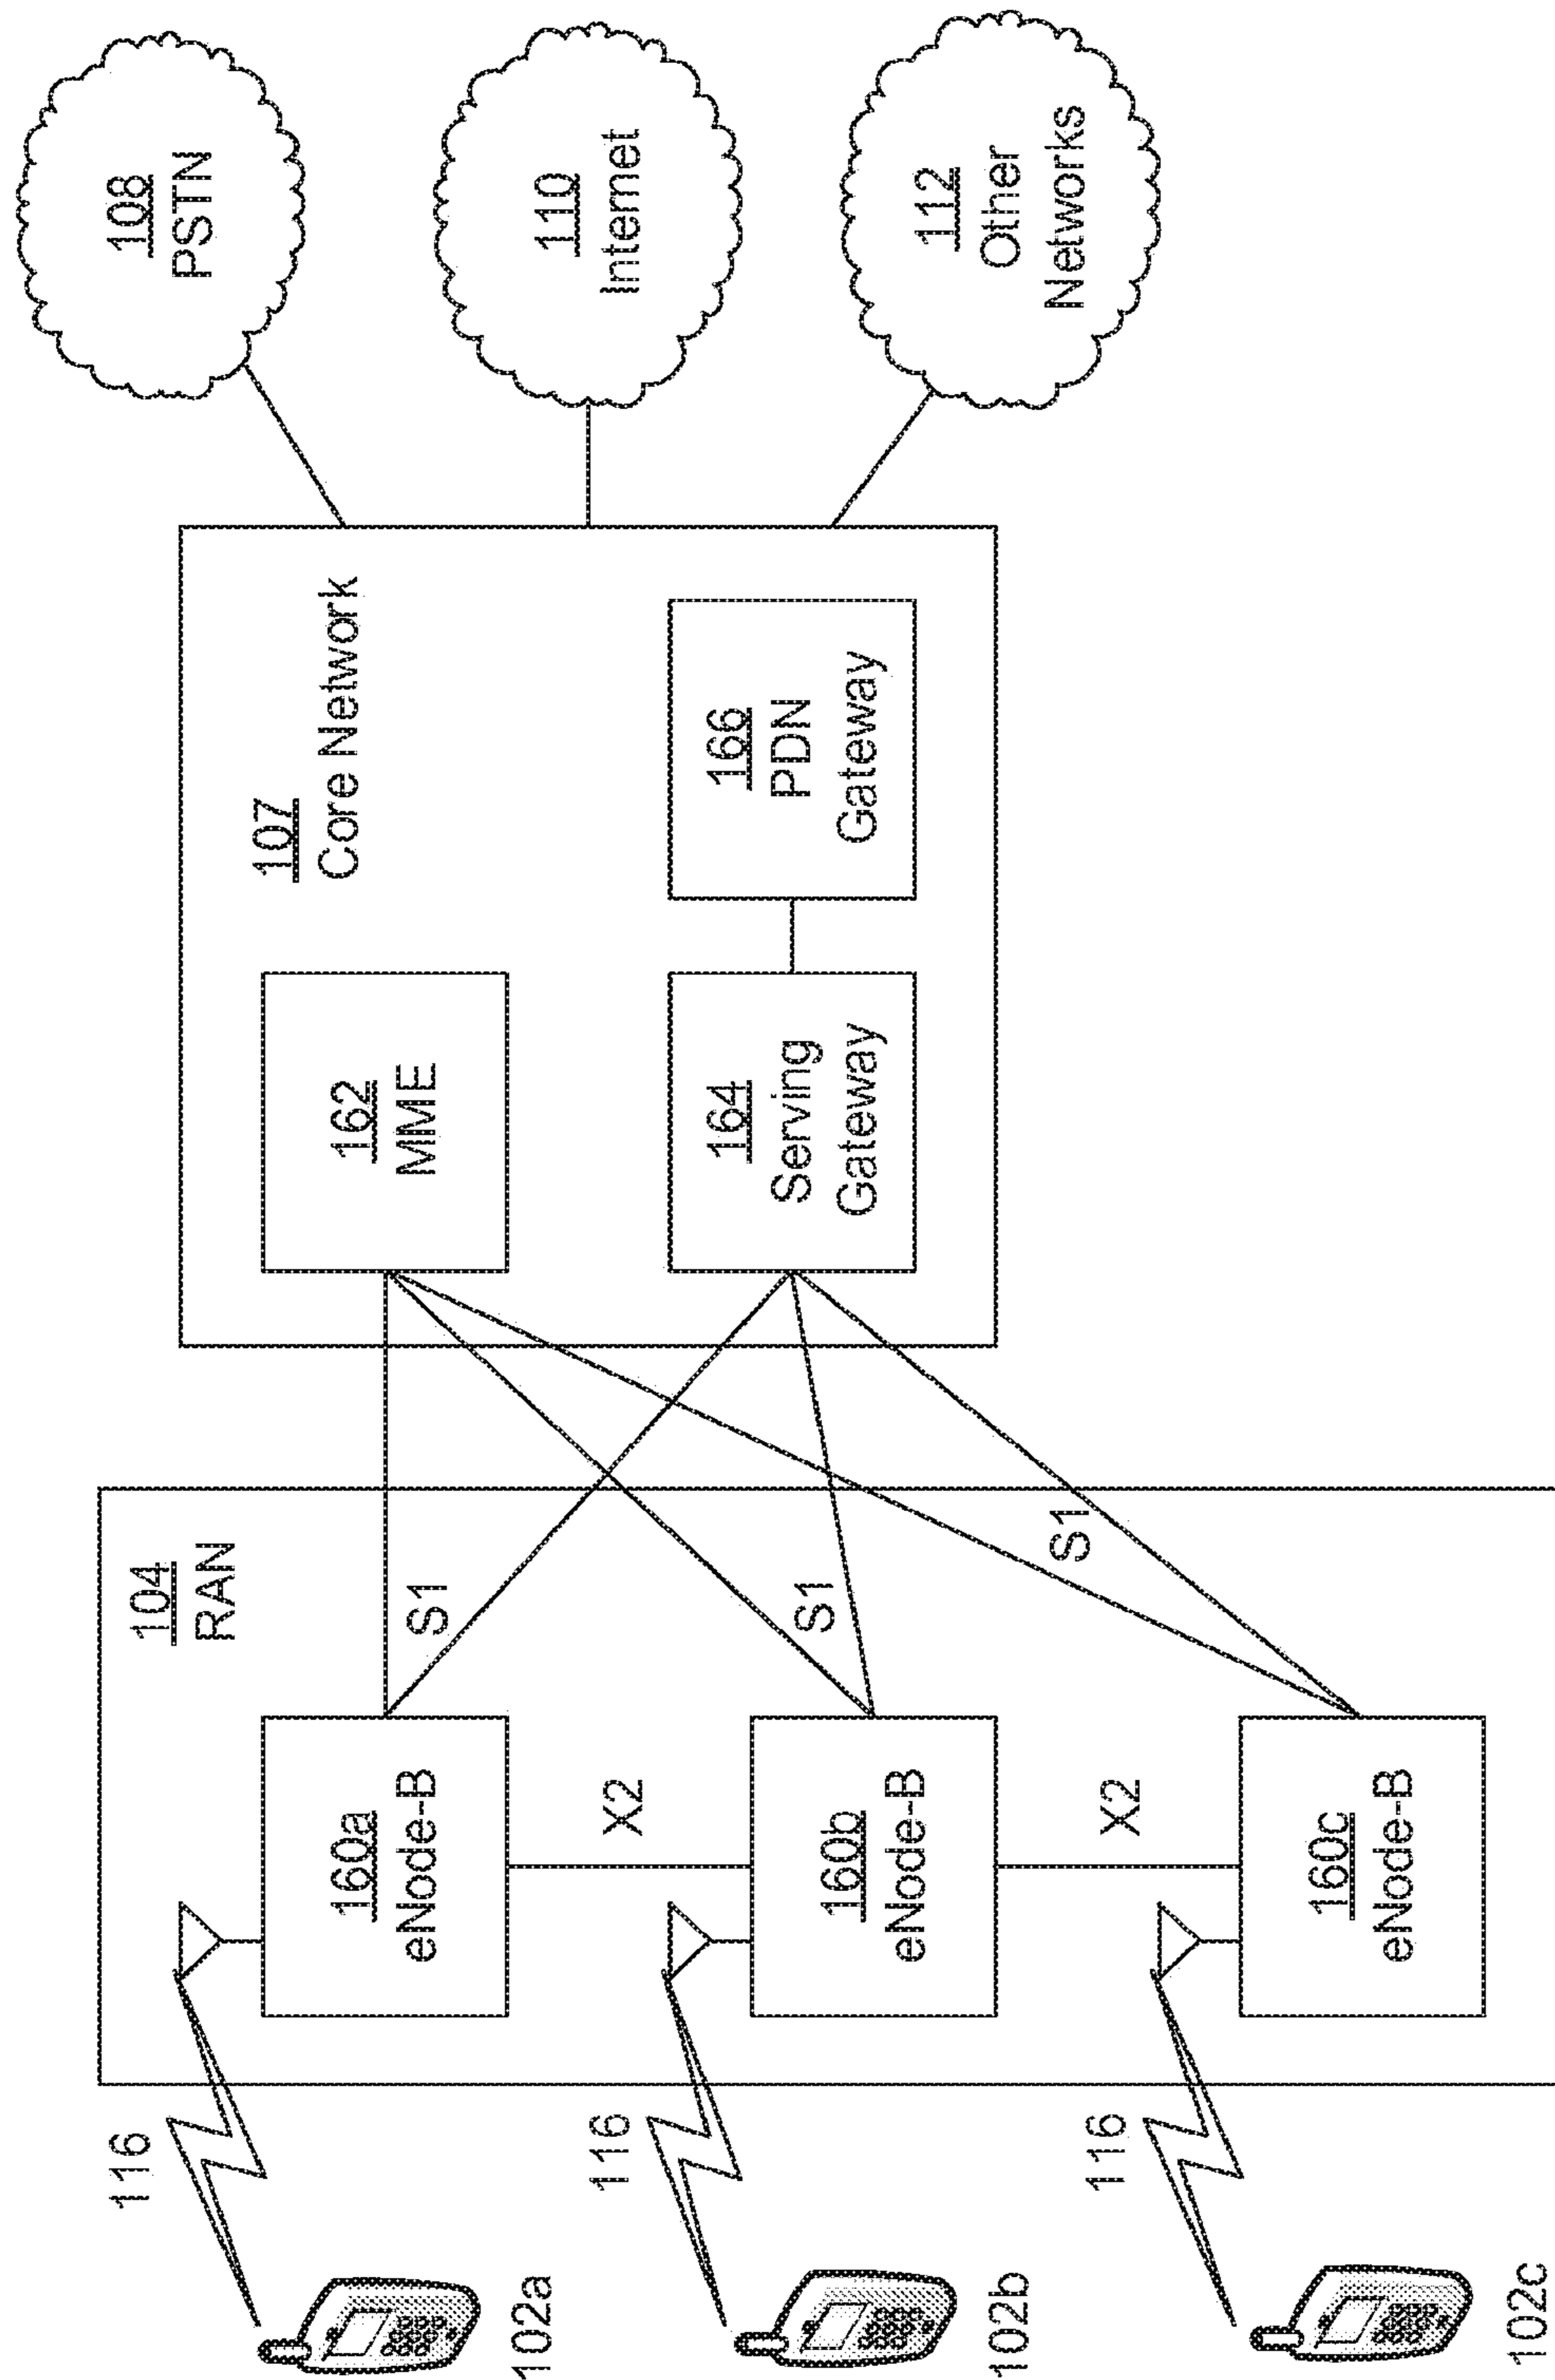 102a
116
160a
eNode-B
104
RAN
S1
X2
102b
116
160b
eNode-B
S1
X2
102c
116
160c
eNode-B
S1
107
Core Network
162
MME
164
Serving
Gateway
166
PDN
Gateway
108
PSTN
110
Internet
112
Other
Networks